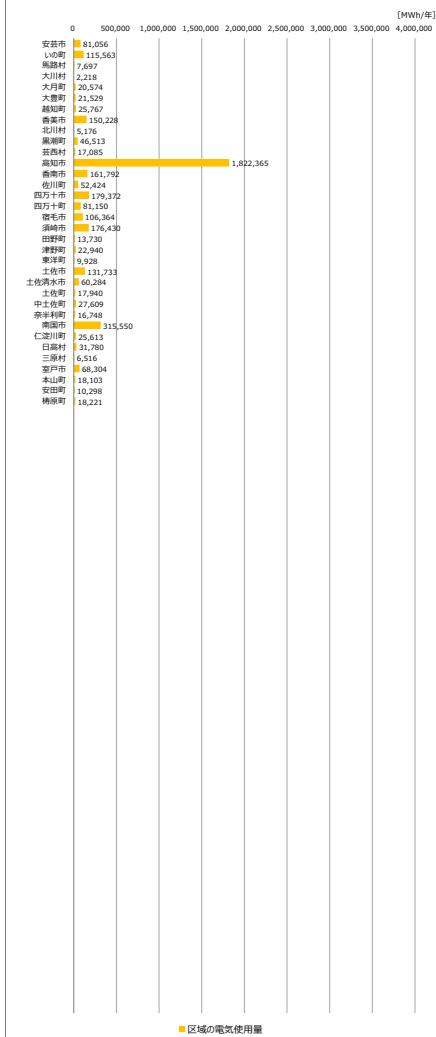 [MWh/年]
0 500,000 1,000,000 1,500,000 2,000,000 2,500,000 3,000,000 3,500,000 4,000,000
安芸市 81,056
いの町 115,563
馬路村 7,697
大川村 2,218
大月町 20,574
大豊町 21,529
越知町 25,767
香美市 150,228
北川村 5,176
黒潮町 46,513
芸西村 17,085
高知市 1,822,365
香南市 161,792
佐川町 52,424
四万十市 179,372
四万十町 81,150
宿毛市 106,364
須崎市 176,430
田野町 13,730
津野町 22,940
東洋町 9,928
土佐市 131,733
土佐清水市 60,284
土佐町 17,940
中土佐町 27,609
奈半利町 16,748
南国市 315,550
仁淀川町 25,613
日高村 31,780
三原村 6,516
室戸市 68,304
本山町 18,103
安田町 10,298
梼原町 18,221
区域の電気使用量